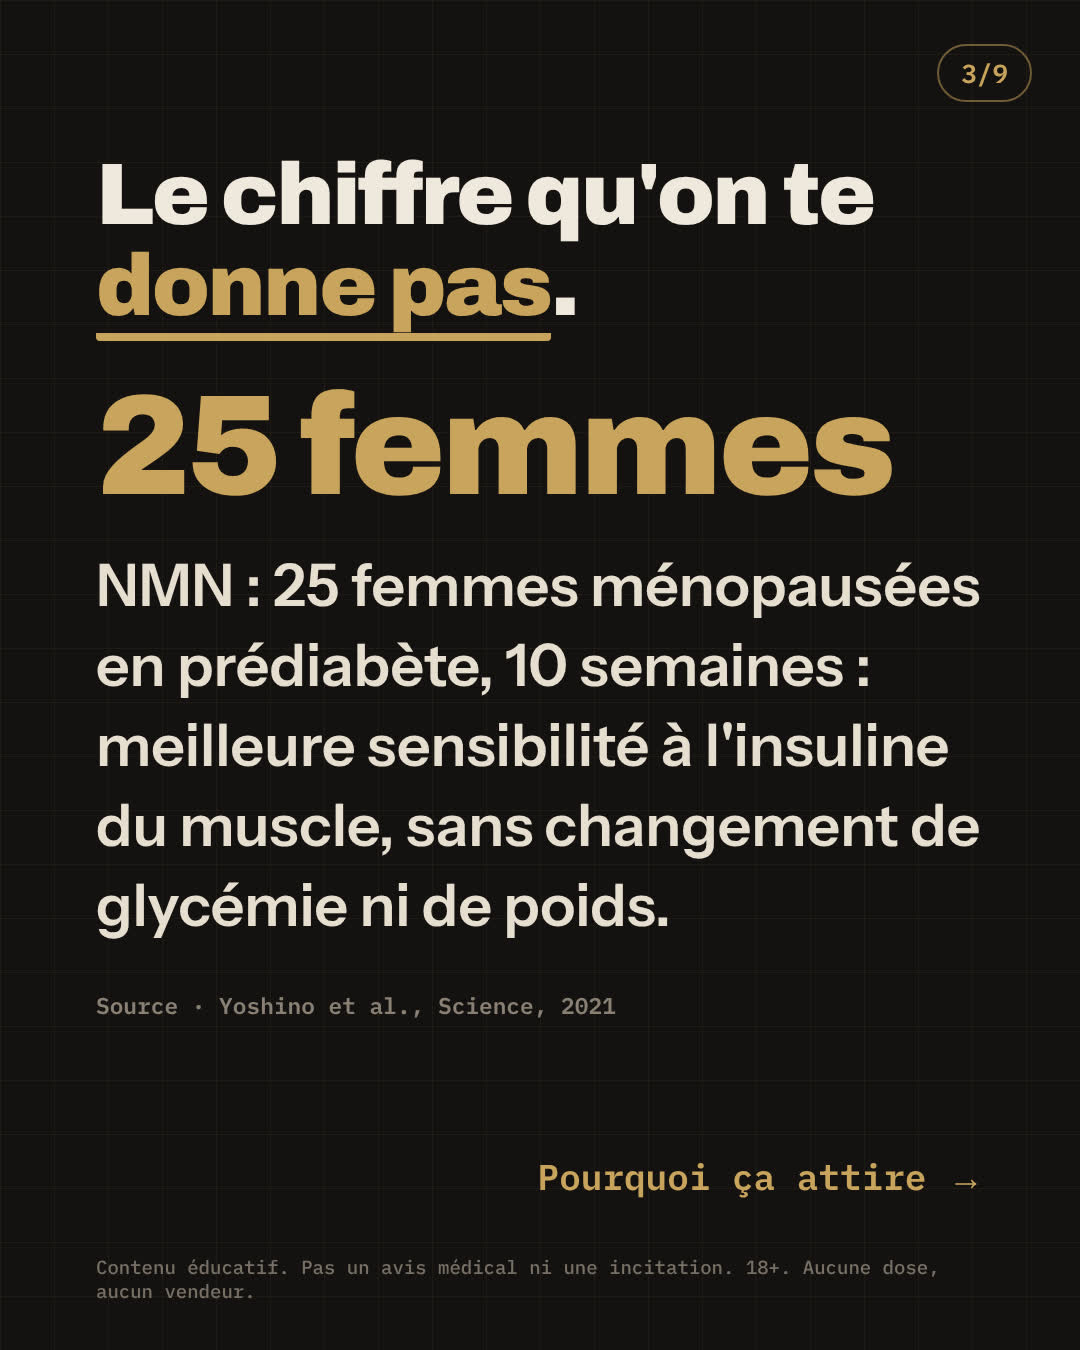 3/9
Le chiffre qu'on te
donne pas.
25 femmes
NMN : 25 femmes ménopausées
en prédiabète, 10 semaines :
meilleure sensibilité à l'insuline
du muscle, sans changement de
glycémie ni de poids.
Source · Yoshino et al., Science, 2021
Pourquoi ça attire →
Contenu éducatif. Pas un avis médical ni une incitation. 18+. Aucune dose,
aucun vendeur.